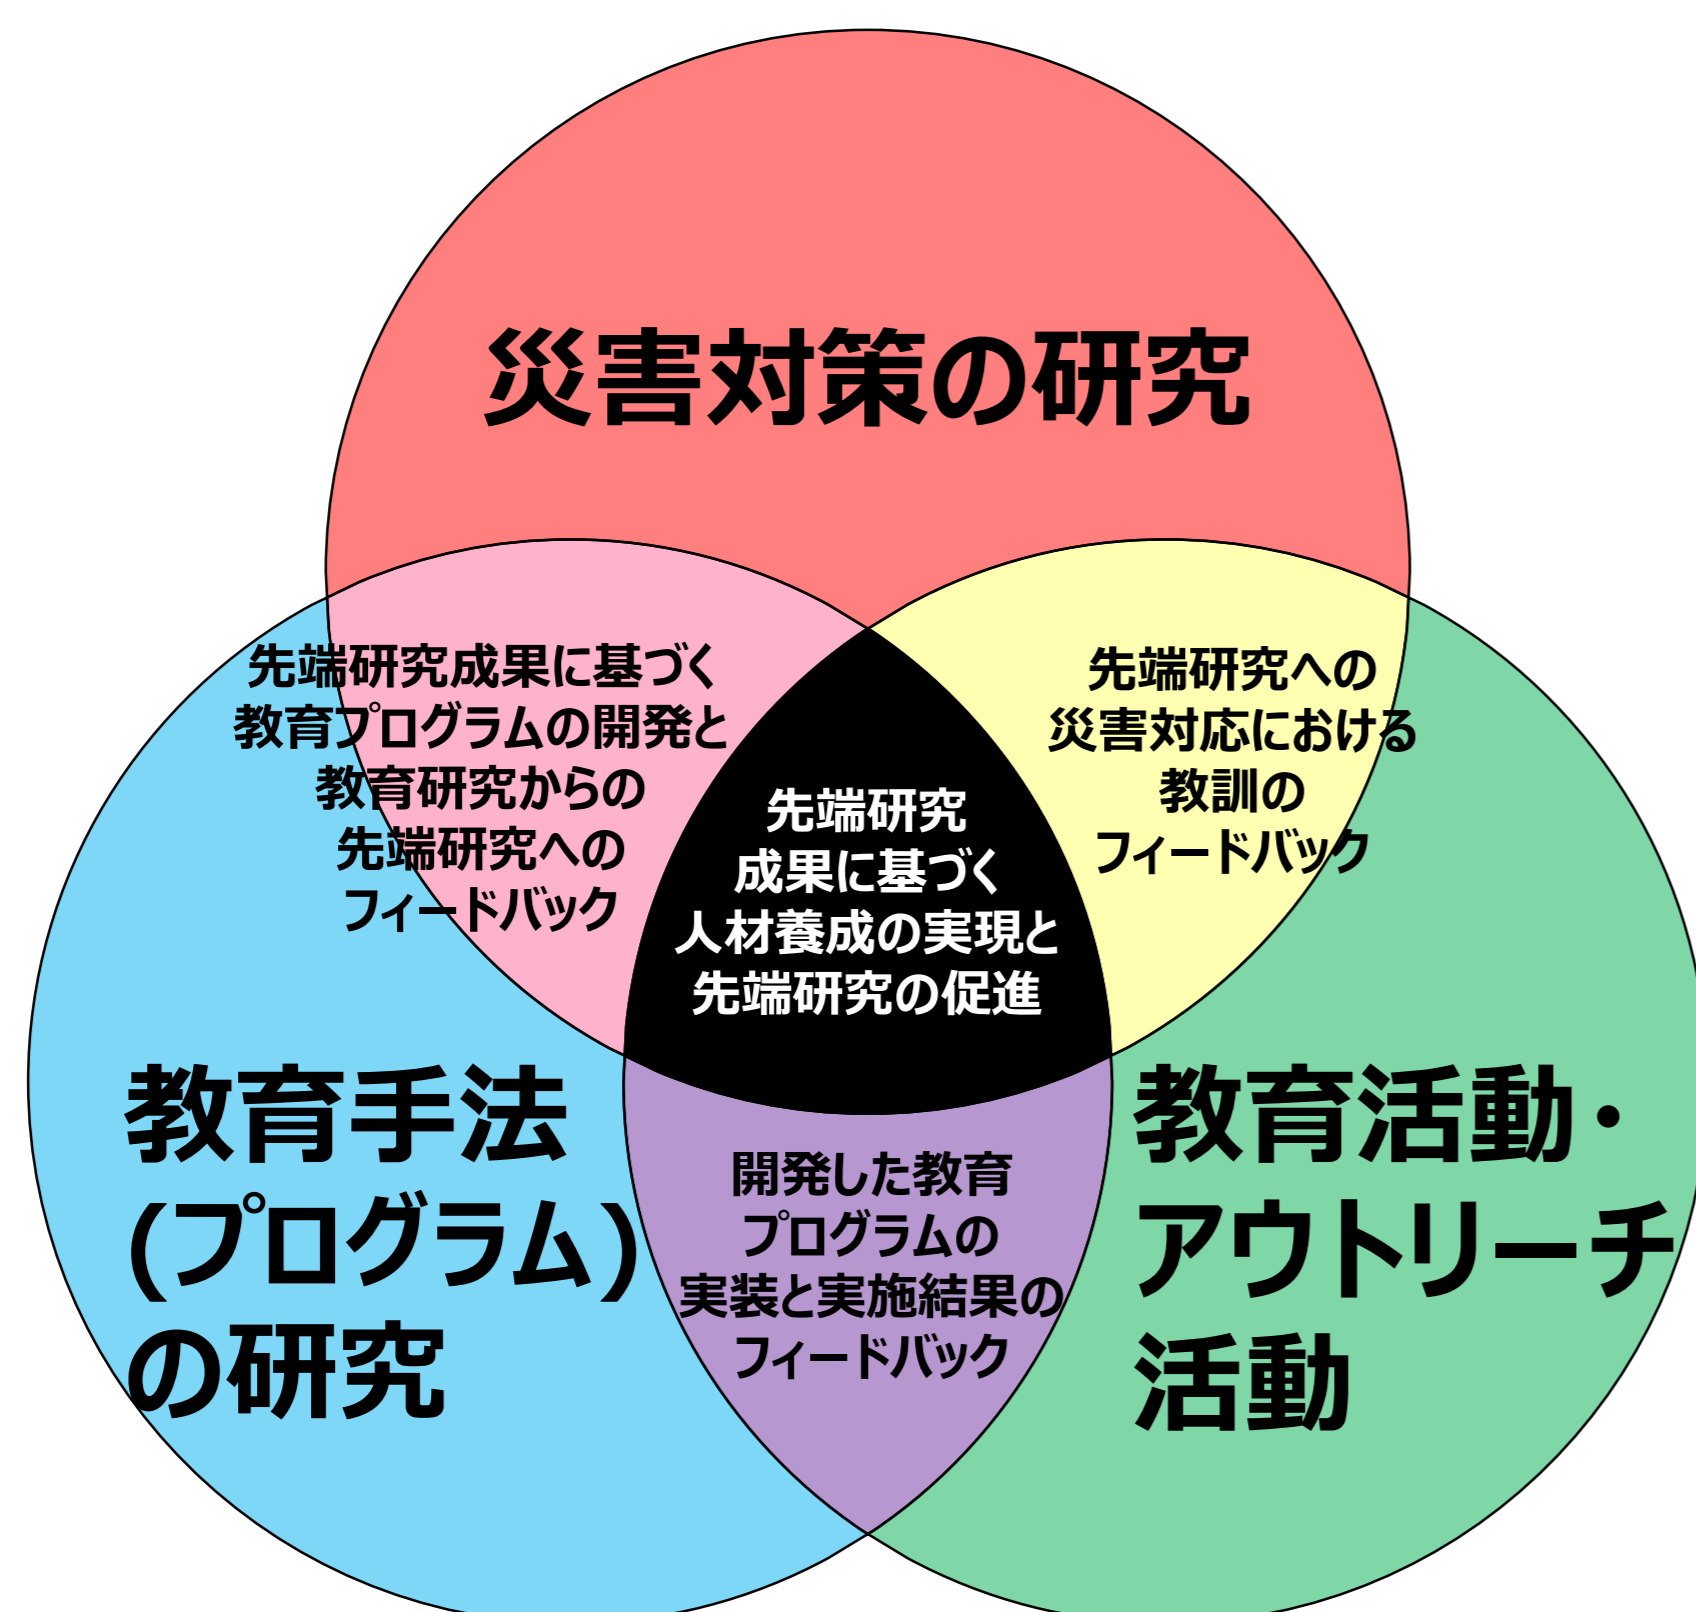 災害対策の研究
先端研究成果に基づく
教育プログラムの開発と
教育研究からの
先端研究への
フィードバック
先端研究への
災害対応における
教訓の
フィードバック
先端研究
成果に基づく
人材養成の実現と
先端研究の促進
教育手法
(プログラム)
の研究
教育活動・
アウトリーチ
活動
開発した教育
プログラムの
実装と実施結果の
フィードバック